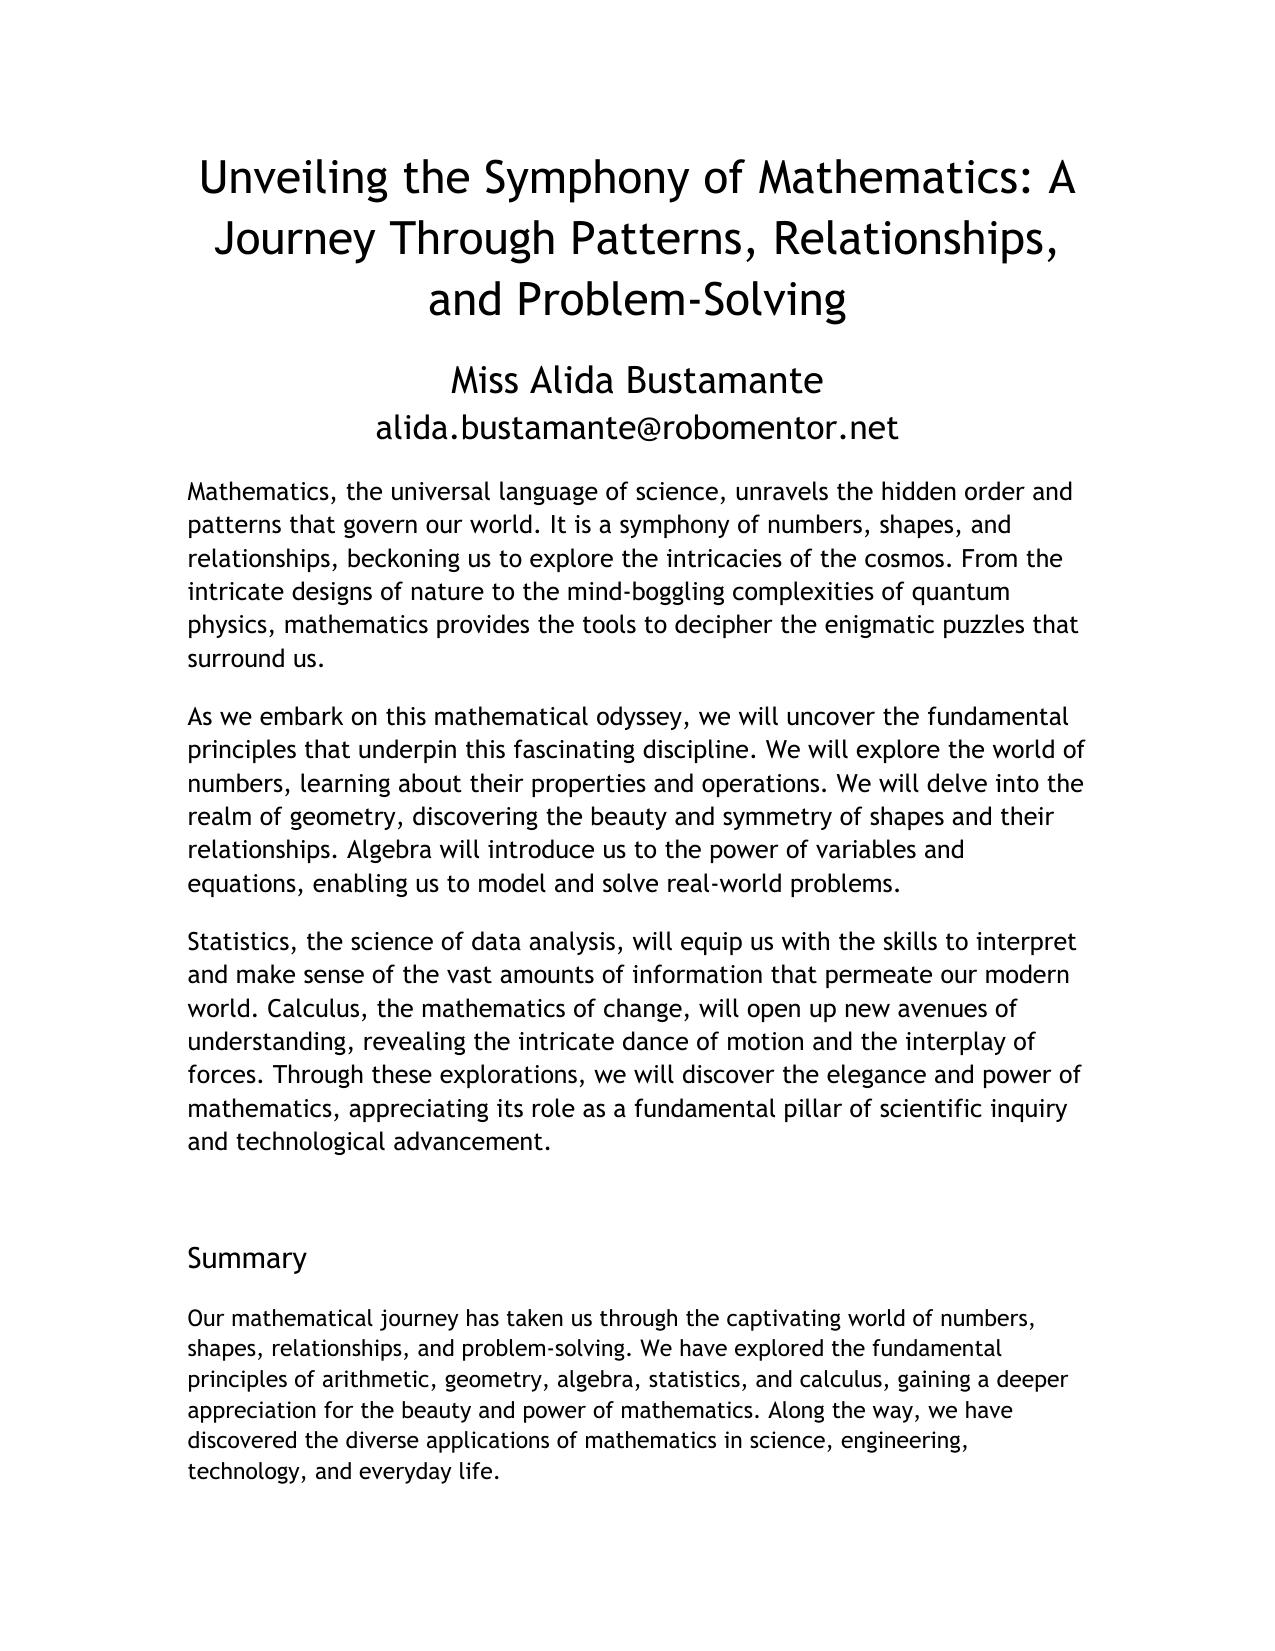 Unveiling the Symphony of Mathematics: A
Journey Through Patterns, Relationships,
and Problem-Solving
Miss Alida Bustamante
alida.bustamante@robomentor.net
Mathematics, the universal language of science, unravels the hidden order and
patterns that govern our world. It is a symphony of numbers, shapes, and
relationships, beckoning us to explore the intricacies of the cosmos. From the
intricate designs of nature to the mind-boggling complexities of quantum
physics, mathematics provides the tools to decipher the enigmatic puzzles that
surround us.
As we embark on this mathematical odyssey, we will uncover the fundamental
principles that underpin this fascinating discipline. We will explore the world of
numbers, learning about their properties and operations. We will delve into the
realm of geometry, discovering the beauty and symmetry of shapes and their
relationships. Algebra will introduce us to the power of variables and
equations, enabling us to model and solve real-world problems.
Statistics, the science of data analysis, will equip us with the skills to interpret
and make sense of the vast amounts of information that permeate our modern
world. Calculus, the mathematics of change, will open up new avenues of
understanding, revealing the intricate dance of motion and the interplay of
forces. Through these explorations, we will discover the elegance and power of
mathematics, appreciating its role as a fundamental pillar of scientific inquiry
and technological advancement.
Summary
Our mathematical journey has taken us through the captivating world of numbers,
shapes, relationships, and problem-solving. We have explored the fundamental
principles of arithmetic, geometry, algebra, statistics, and calculus, gaining a deeper
appreciation for the beauty and power of mathematics. Along the way, we have
discovered the diverse applications of mathematics in science, engineering,
technology, and everyday life.